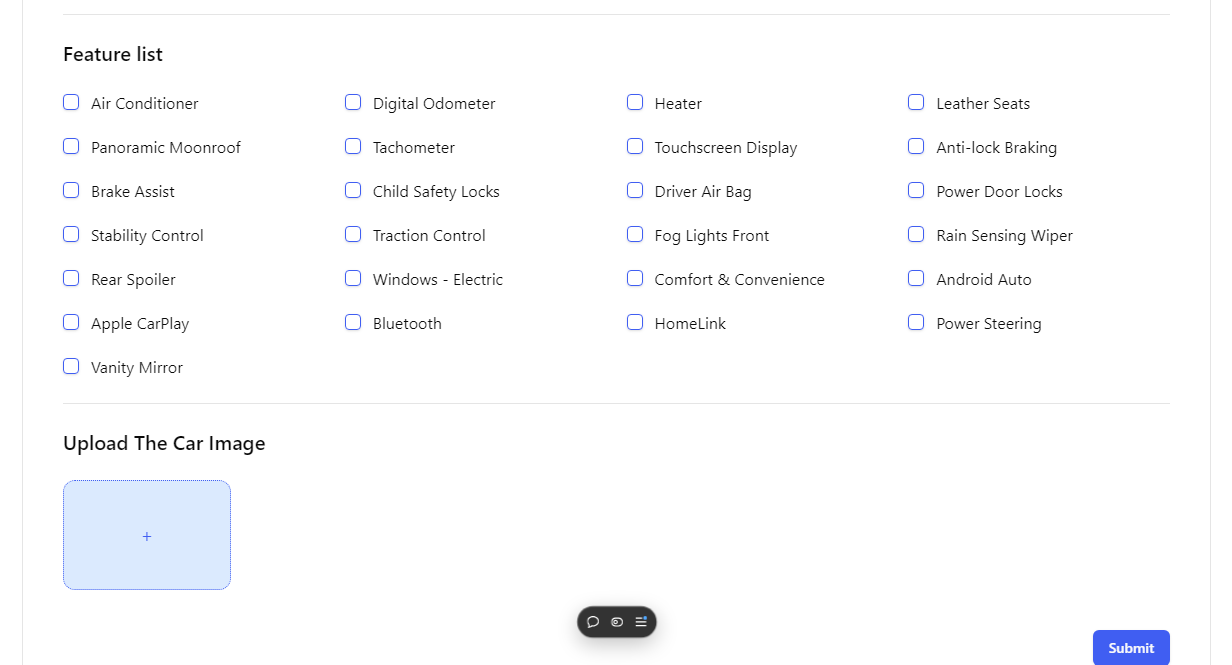 Feature list
Air Conditioner Digital Odometer Heater Leather Seats
Panoramic Moonroof Tachometer Touchscreen Display Anti-lock Braking
Brake Assist Child Safety Locks Driver Air Bag Power Door Locks
Stability Control Traction Control Fog Lights Front Rain Sensing Wiper
Rear Spoiler Windows - Electric Comfort & Convenience Android Auto
Apple CarPlay Bluetooth HomeLink Power Steering
Vanity Mirror
Upload The Car Image
+
Submit